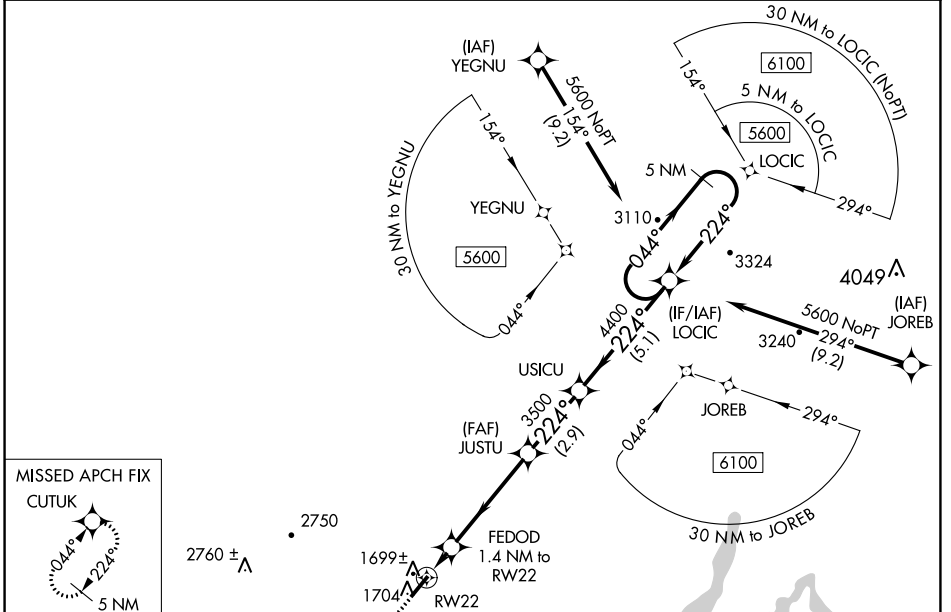 (IAF)
YEGNU
5600 NoPT
154°
(9.2)
30 NM to LOCIC (NoPT)
6100
154°
5 NM to LOCIC
5600
LOCIC
294°
30 NM to YEGNU
154°
YEGNU
5600
044°
5 NM
3110
044°
224°
3324
4049
(IAF)
JOREB
5600 NoPT
294°
(9.2)
3240
(IF/IAF)
LOCIC
4400
224°
(5.1)
USICU
3500
224°
(2.9)
(FAF)
JUSTU
JOREB
044°
294°
6100
30 NM to JOREB
MISSED APCH FIX
CUTUK
044°
224°
5 NM
2750
2760 ±
FEDOD
1.4 NM to
RW22
1699±
1704
RW22